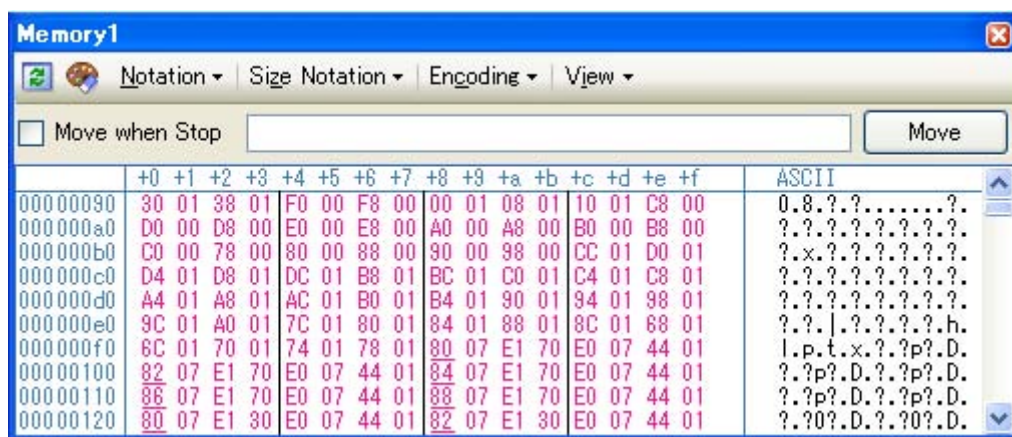 Memory1
Notation Size Notation Encoding View
Move when Stop Move
+0 +1 +2 +3 +4 +5 +6 +7 +8 +9 +a +b +c +d +e +f ASCII
00000090 30 01 38 01 F0 00 F8 00 00 01 08 01 10 01 C8 00 0.8.?.?.......?.
000000a0 D0 00 D8 00 E0 00 E8 00 A0 00 A8 00 B0 00 B8 00 ?.?.?.?.?.?.?.?.
000000b0 C0 00 78 00 80 00 88 00 90 00 98 00 CC 01 D0 01 ?.x.?.?.?.?.?.?.
000000c0 D4 01 D8 01 DC 01 B8 01 BC 01 C0 01 C4 01 C8 01 ?.?.?.?.?.?.?.?.
000000d0 A4 01 A8 01 AC 01 B0 01 B4 01 90 01 94 01 98 01 ?.?.?.?.?.?.?.?.
000000e0 9C 01 A0 01 7C 01 80 01 84 01 88 01 8C 01 68 01 ?.?.|.?.?.?.?.h.
000000f0 6C 01 70 01 74 01 78 01 80 07 E1 70 E0 07 44 01 l.p.t.x.?.?p?.D.
00000100 82 07 E1 70 E0 07 44 01 84 07 E1 70 E0 07 44 01 ?.?p?.D.?.?p?.D.
00000110 86 07 E1 70 E0 07 44 01 88 07 E1 70 E0 07 44 01 ?.?p?.D.?.?p?.D.
00000120 80 07 E1 30 E0 07 44 01 82 07 E1 30 E0 07 44 01 ?.?0?.D.?.?0?.D.